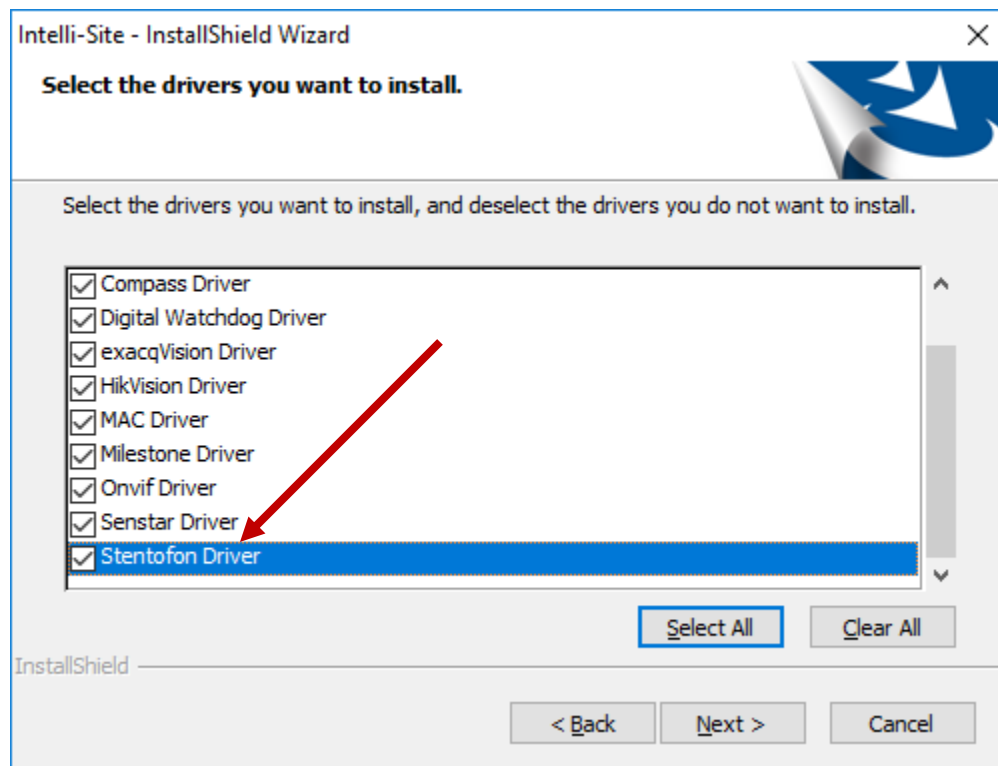 Intelli-Site - InstallShield Wizard
Select the drivers you want to install.
Select the drivers you want to install, and deselect the drivers you do not want to install.
Compass Driver
Digital Watchdog Driver
exacqVision Driver
HikVision Driver
MAC Driver
Milestone Driver
Onvif Driver
Senstar Driver
Stentofon Driver
Select All Clear All
InstallShield
< Back Next > Cancel